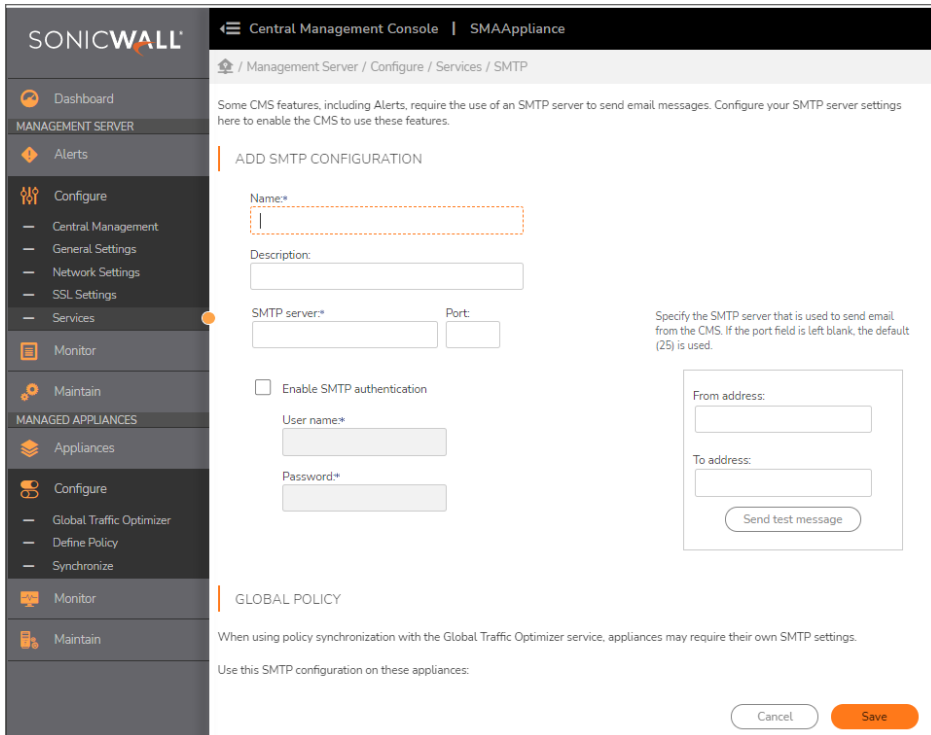 SONICWALL
Dashboard
MANAGEMENT SERVER
Alerts
Configure
Central Management
General Settings
Network Settings
SSL Settings
Services
Monitor
Maintain
MANAGED APPLIANCES
Appliances
Configure
Global Traffic Optimizer
Define Policy
Synchronize
Monitor
Maintain
Central Management Console | SMAAppliance
/ Management Server / Configure / Services / SMTP
Some CMS features, including Alerts, require the use of an SMTP server to send email messages. Configure your SMTP server settings
here to enable the CMS to use these features.
ADD SMTP CONFIGURATION
Name:*
Description:
SMTP server:* Port:
Specify the SMTP server that is used to send email
from the CMS. If the port field is left blank, the default
(25) is used.
Enable SMTP authentication
User name:*
Password:*
From address:
To address:
Send test message
GLOBAL POLICY
When using policy synchronization with the Global Traffic Optimizer service, appliances may require their own SMTP settings.
Use this SMTP configuration on these appliances:
Cancel Save